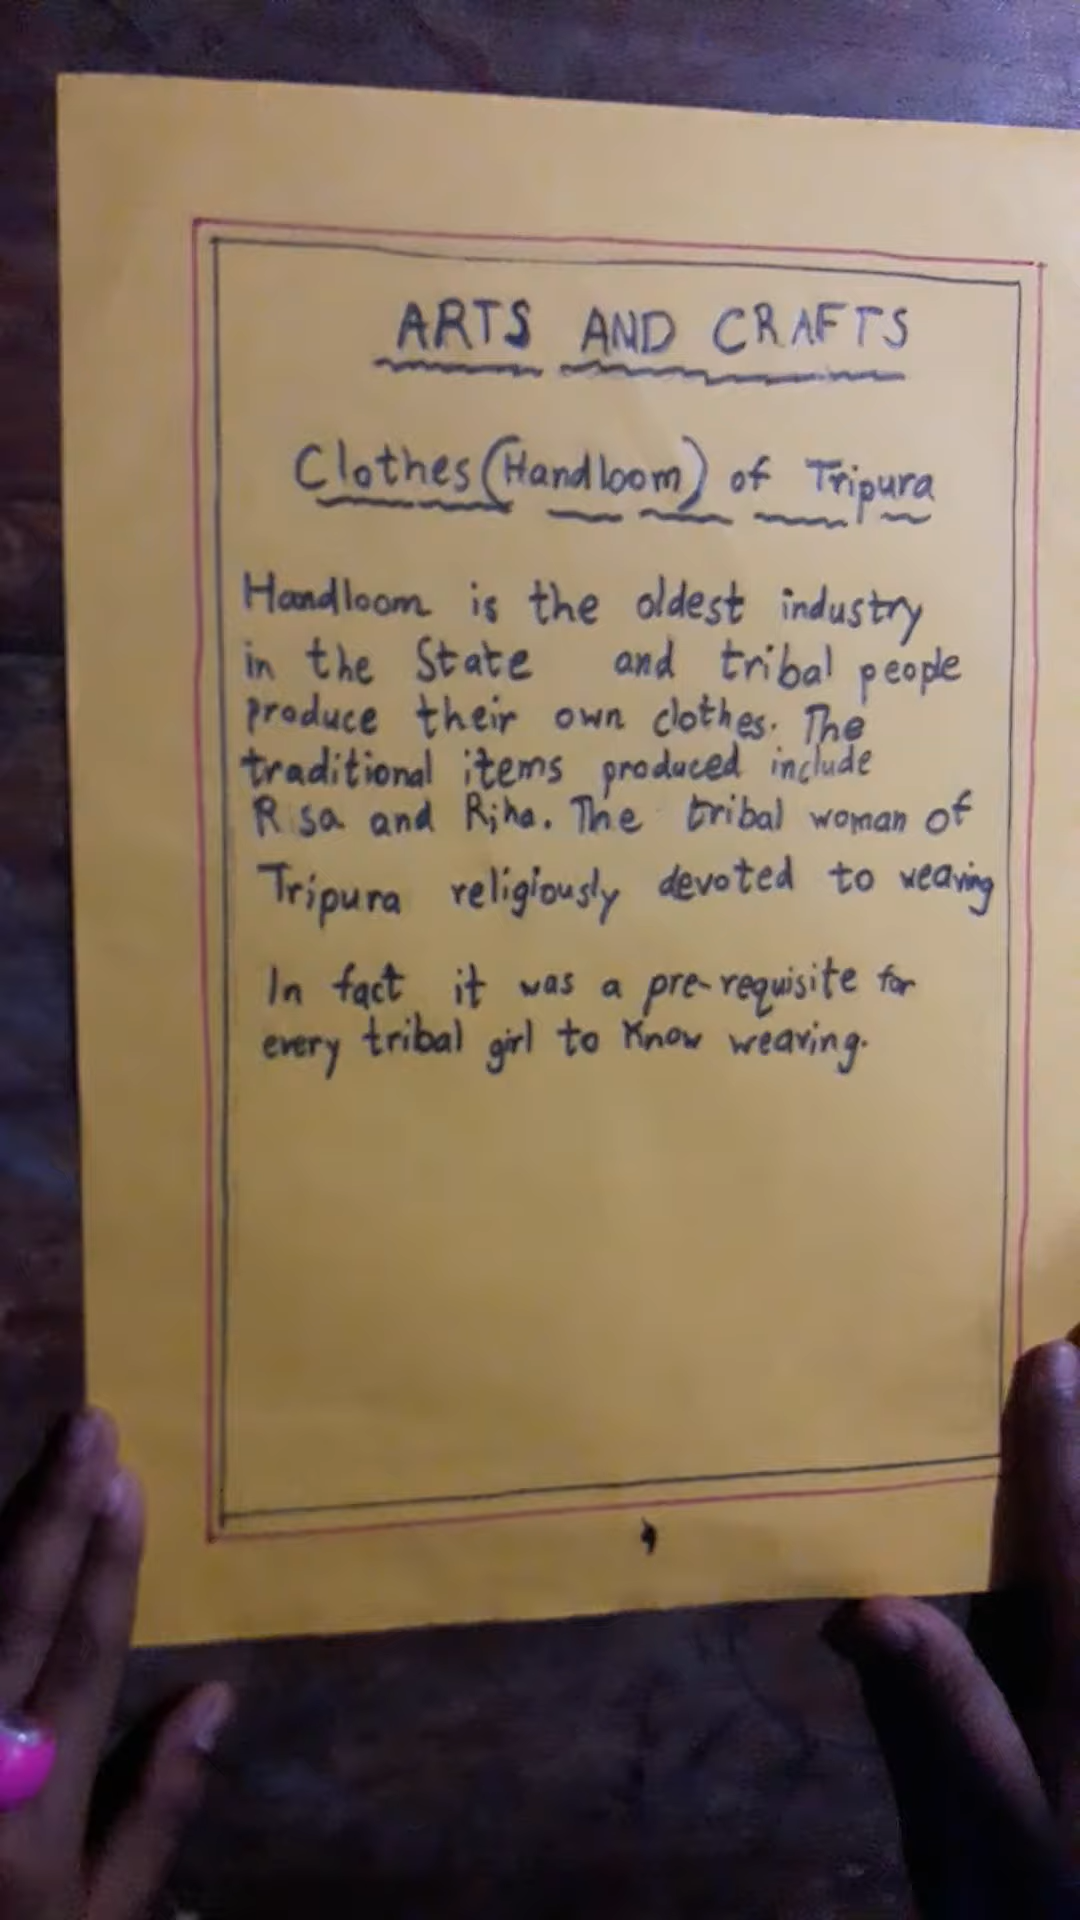 ARTS AND CRAFTS
Clothes (Handloom) of Tripura
Handloom is the oldest industry
in the State and tribal people
produce their own clothes. The
traditional items produced include
Risa and Riha. The tribal woman of
Tripura religiously devoted to weaving
In fact it was a pre-requisite for
every tribal girl to know weaving.